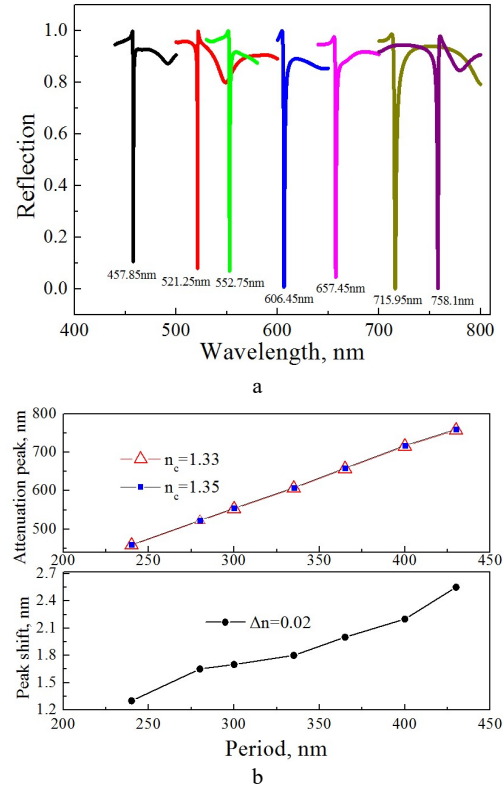 1.0
0.8
0.6
0.4
0.2
0.0
Reflection
457.85nm
521.25nm
552.75nm
606.45nm
657.45nm
715.95nm
758.1nm
400 500 600 700 800
Wavelength, nm
a
800
700
600
500
Attenuation peak, nm
n_c=1.33
n_c=1.35
200 250 300 350 400 450
2.7
2.4
2.1
1.8
1.5
1.2
Peak shift, nm
Δn=0.02
200 250 300 350 400 450
Period, nm
b